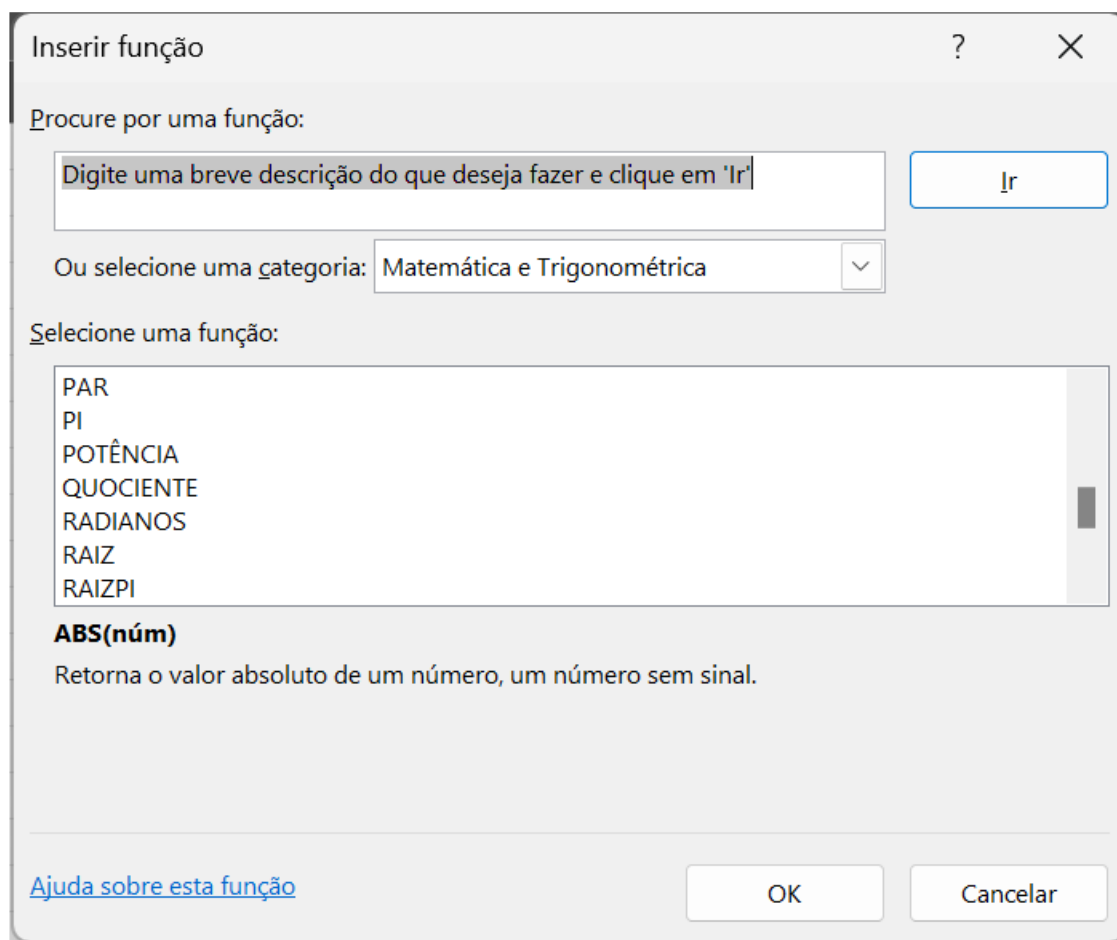 Inserir função
?
Procure por uma função:
Digite uma breve descrição do que deseja fazer e clique em 'Ir'
Ir
Ou selecione uma categoria: Matemática e Trigonométrica
Selecione uma função:
PAR
PI
POTÊNCIA
QUOCIENTE
RADIANOS
RAIZ
RAIZPI
ABS(núm)
Retorna o valor absoluto de um número, um número sem sinal.
Ajuda sobre esta função
OK
Cancelar